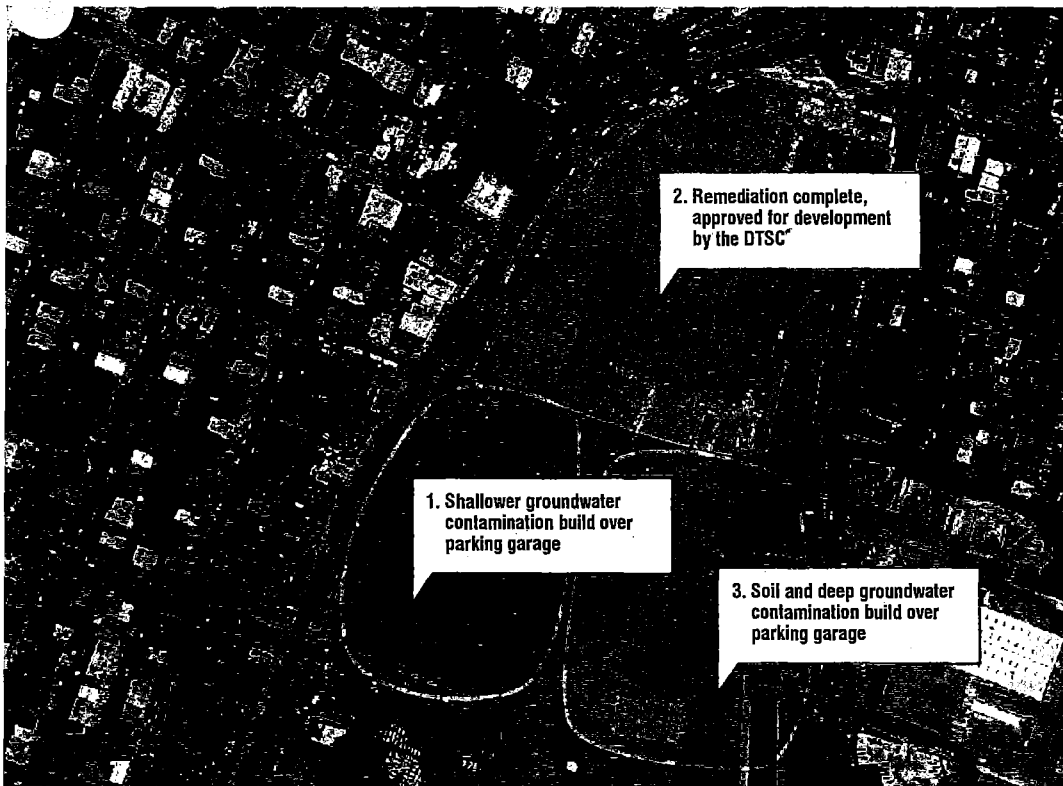 2. Remediation complete,
approved for development
by the DTSC"
1. Shallower groundwater
contamination build over
parking garage
3. Soil and deep groundwater
contamination build over
parking garage